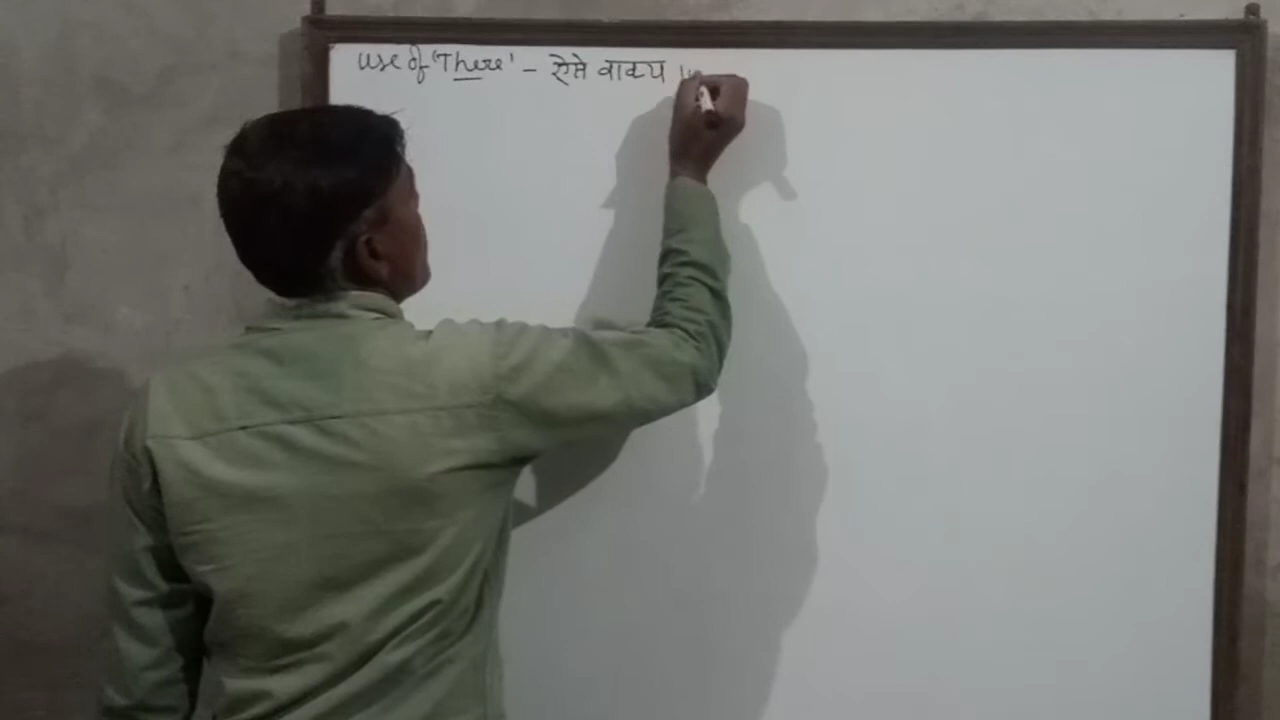 Use of 'There' - ऐसे वाक्य